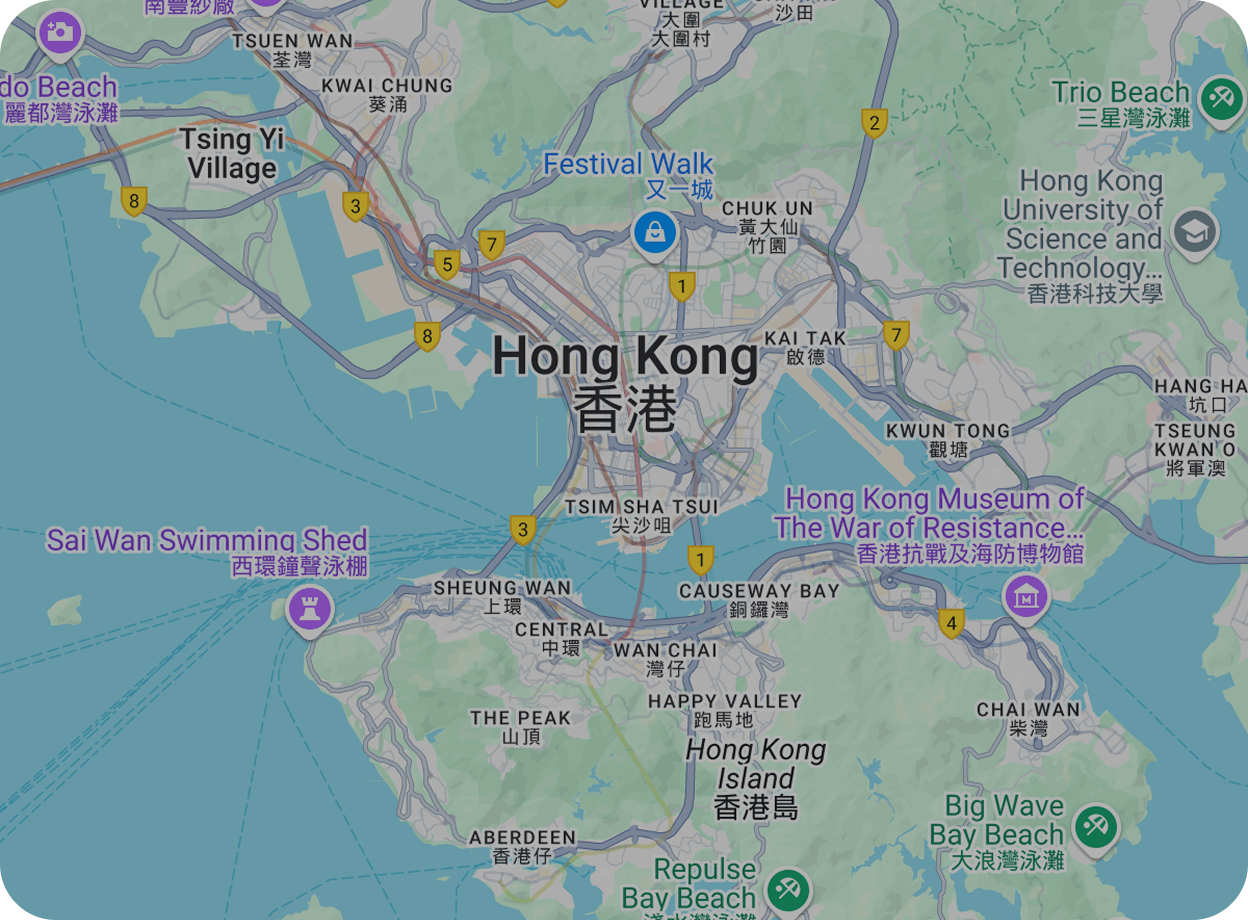 南豐紗廠
VILLAGE
大圍
大圍村
沙田
TSUEN WAN
荃灣
KWAI CHUNG
葵涌
do Beach
麗都灣泳灘
Trio Beach
三星灣泳灘
2
Tsing Yi
Village
Festival Walk
又一城
8
3
CHUK UN
黃大仙
竹園
Hong Kong
University of
Science and
Technology...
香港科技大學
7
5
1
8
Hong Kong
香港
KAI TAK
啟德
7
HANG HA
坑口
KWUN TONG
觀塘
TSEUNG
KWAN O
將軍澳
TSIM SHA TSUI
尖沙咀
Hong Kong Museum of
The War of Resistance...
香港抗戰及海防博物館
Sai Wan Swimming Shed
西環鐘聲泳棚
3
1
SHEUNG WAN
上環
CAUSEWAY BAY
銅鑼灣
M
4
CENTRAL
中環
WAN CHAI
灣仔
HAPPY VALLEY
跑馬地
THE PEAK
山頂
CHAI WAN
柴灣
Hong Kong
Island
香港島
Big Wave
Bay Beach
大浪灣泳灘
ABERDEEN
香港仔
Repulse
Bay Beach
淺水灣泳灘